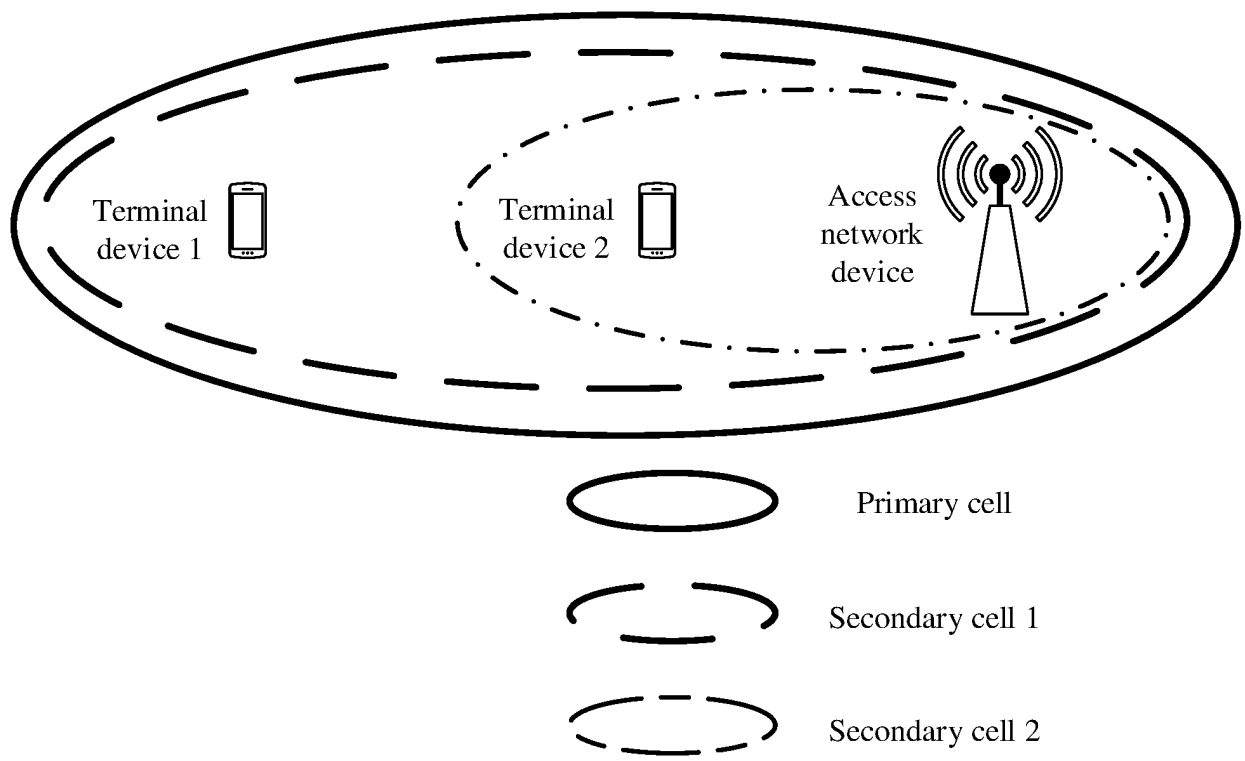 Terminal
device 1
Terminal
device 2
Access
network
device
Primary cell
Secondary cell 1
Secondary cell 2